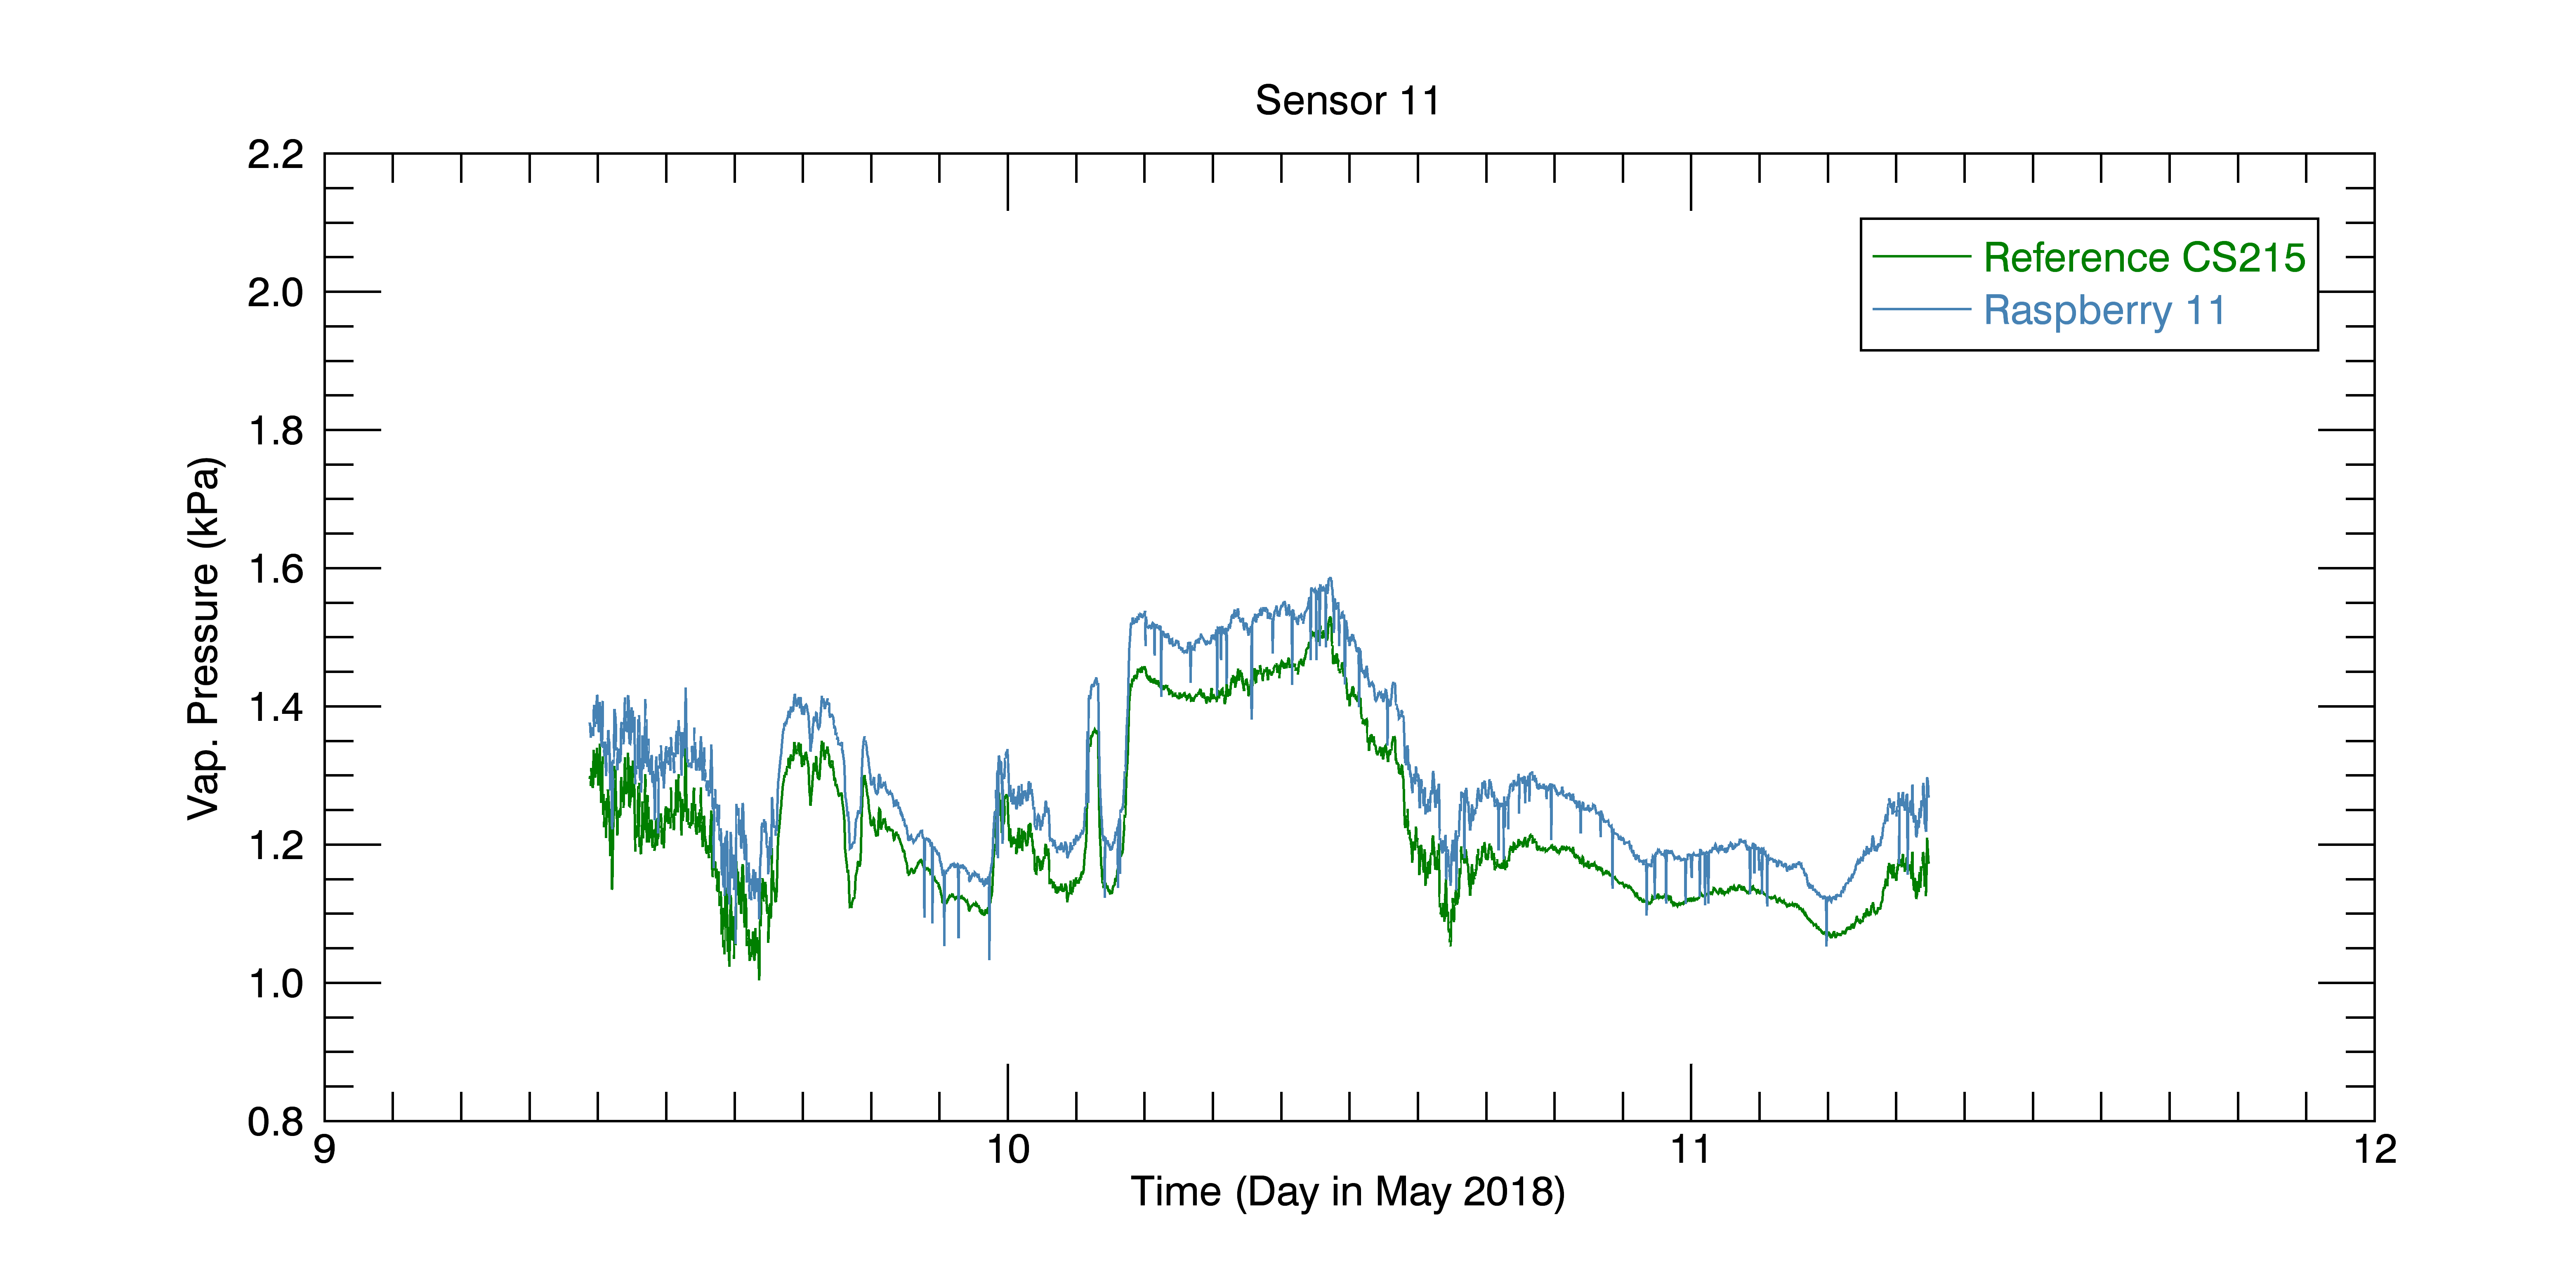 Sensor 11
2.2
2.0
1.8
1.6
1.4
1.2
1.0
0.8
Vap. Pressure (kPa)
Reference CS215
Raspberry 11
9 10 11 12
Time (Day in May 2018)